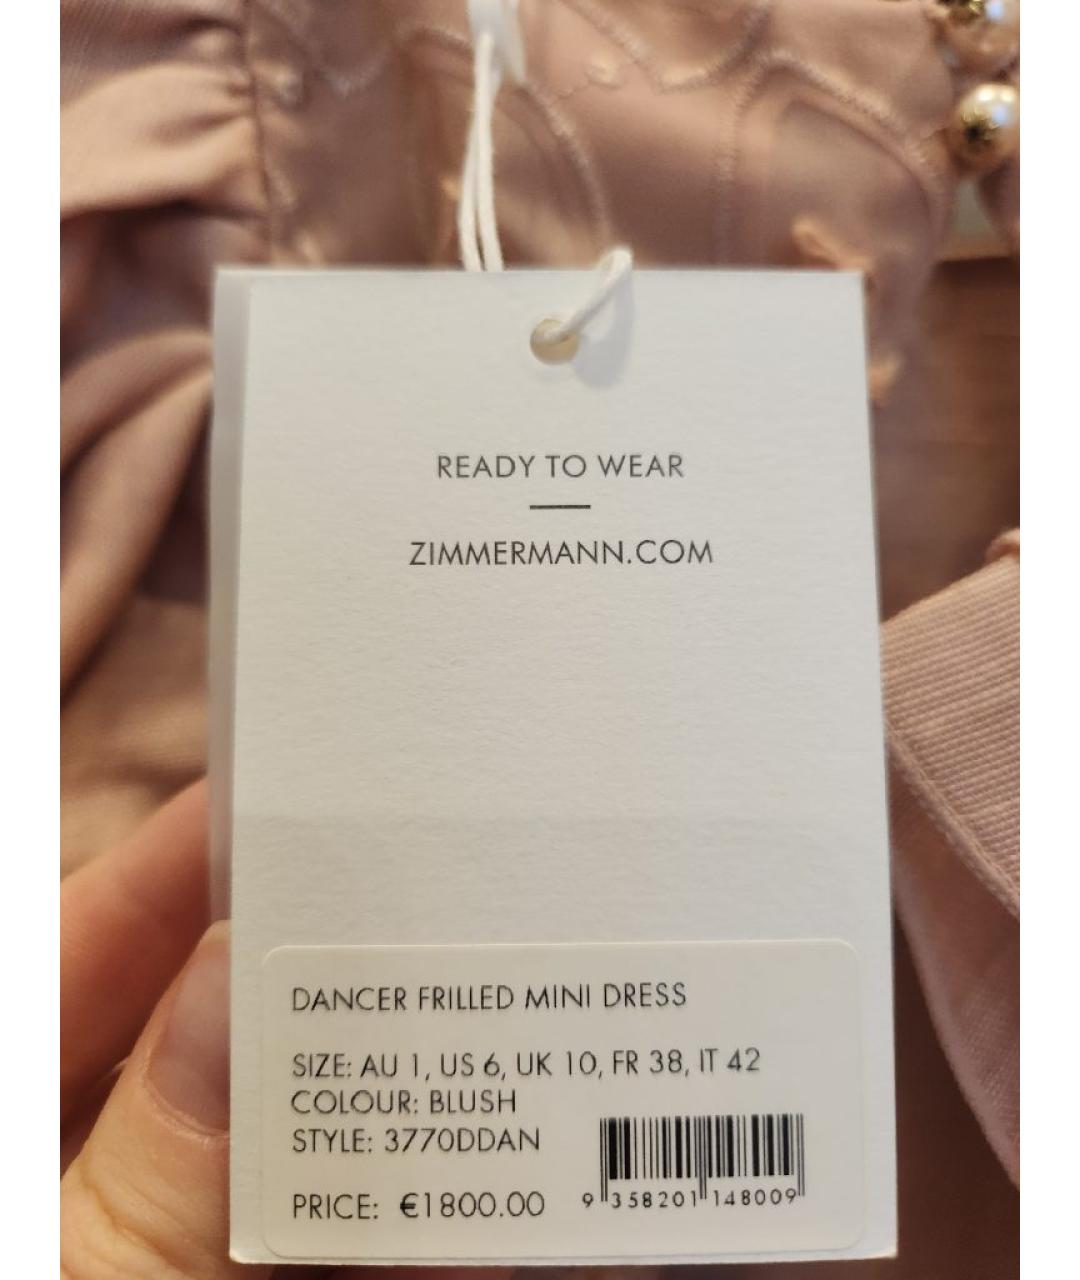 READY TO WEAR
ZIMMERMANN.COM
DANCER FRILLED MINI DRESS
SIZE: AU 1, US 6, UK 10, FR 38, IT 42
COLOUR: BLUSH
STYLE: 3770DDAN
PRICE: €1800.00
9 358201 148009